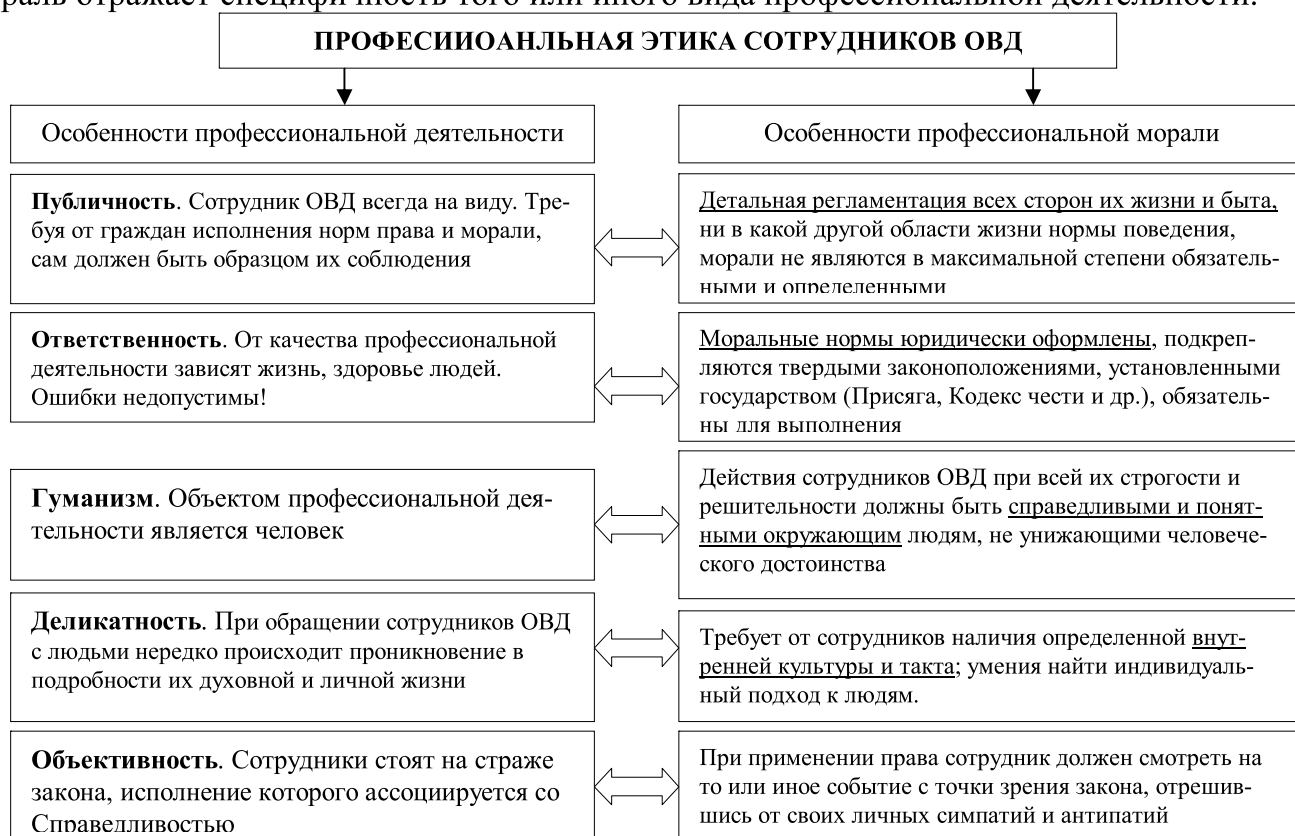 раль отражает специфичность того или иного вида профессиональной деятельности.
ПРОФЕСИИОАНЛЬНАЯ ЭТИКА СОТРУДНИКОВ ОВД
Особенности профессиональной деятельности
Особенности профессиональной морали
Публичность. Сотрудник ОВД всегда на виду. Тре-
буя от граждан исполнения норм права и морали,
сам должен быть образцом их соблюдения
Детальная регламентация всех сторон их жизни и быта,
ни в какой другой области жизни нормы поведения,
морали не являются в максимальной степени обязатель-
ными и определенными
Ответственность. От качества профессиональной
деятельности зависят жизнь, здоровье людей.
Ошибки недопустимы!
Моральные нормы юридически оформлены, подкреп-
ляются твердыми законоположениями, установленными
государством (Присяга, Кодекс чести и др.), обязатель-
ны для выполнения
Гуманизм. Объектом профессиональной дея-
тельности является человек
Действия сотрудников ОВД при всей их строгости и
решительности должны быть справедливыми и понят-
ными окружающим людям, не унижающими человече-
ского достоинства
Деликатность. При обращении сотрудников ОВД
с людьми нередко происходит проникновение в
подробности их духовной и личной жизни
Требует от сотрудников наличия определенной внут-
ренней культуры и такта; умения найти индивидуаль-
ный подход к людям.
Объективность. Сотрудники стоят на страже
закона, исполнение которого ассоциируется со
Справедливостью
При применении права сотрудник должен смотреть на
то или иное событие с точки зрения закона, отрешив-
шись от своих личных симпатий и антипатий